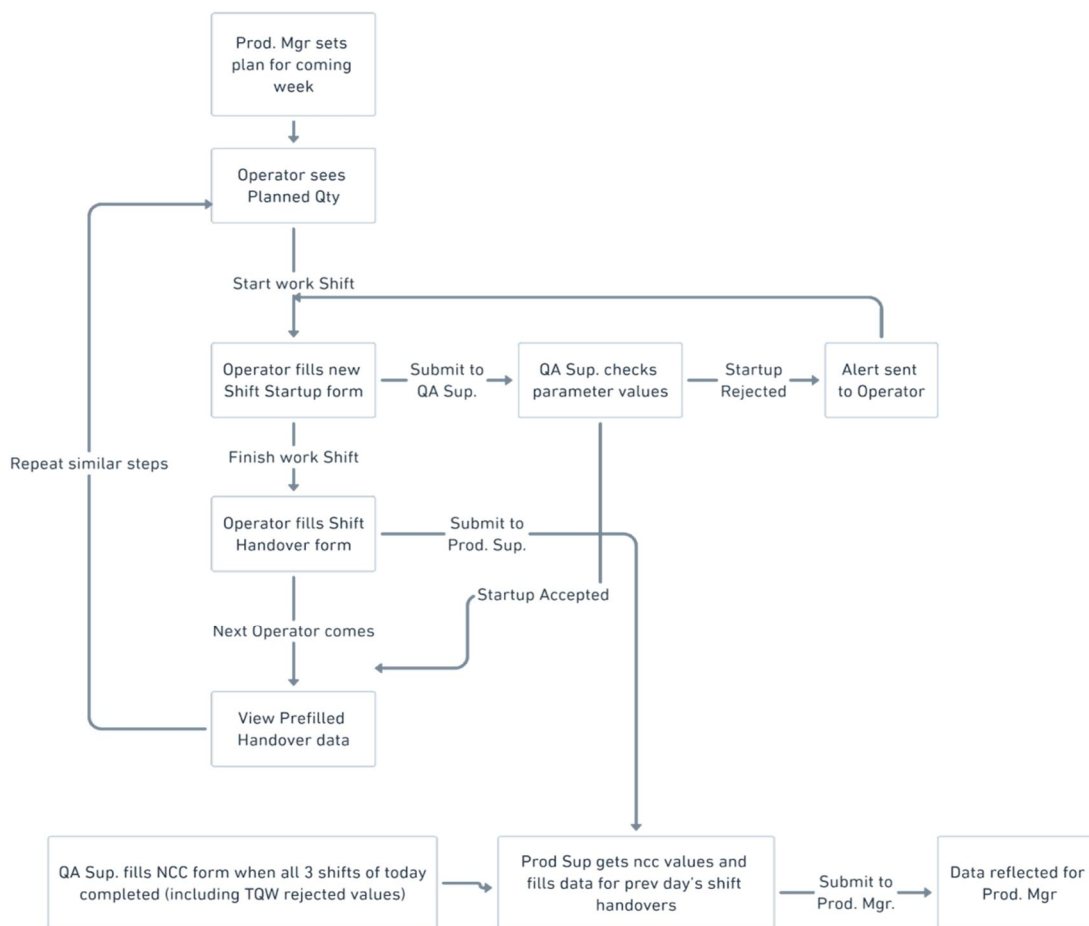 Prod. Mgr sets
plan for coming
week
Operator sees
Planned Qty
Start work Shift
Operator fills new
Shift Startup form
Submit to
QA Sup.
QA Sup. checks
parameter values
Startup
Rejected
Alert sent
to Operator
Repeat similar steps
Finish work Shift
Operator fills Shift
Handover form
Submit to
Prod. Sup.
Startup Accepted
Next Operator comes
View Prefilled
Handover data
QA Sup. fills NCC form when all 3 shifts of today
completed (including TQW rejected values)
Prod Sup gets ncc values and
fills data for prev day's shift
handovers
Submit to
Prod. Mgr.
Data reflected for
Prod. Mgr